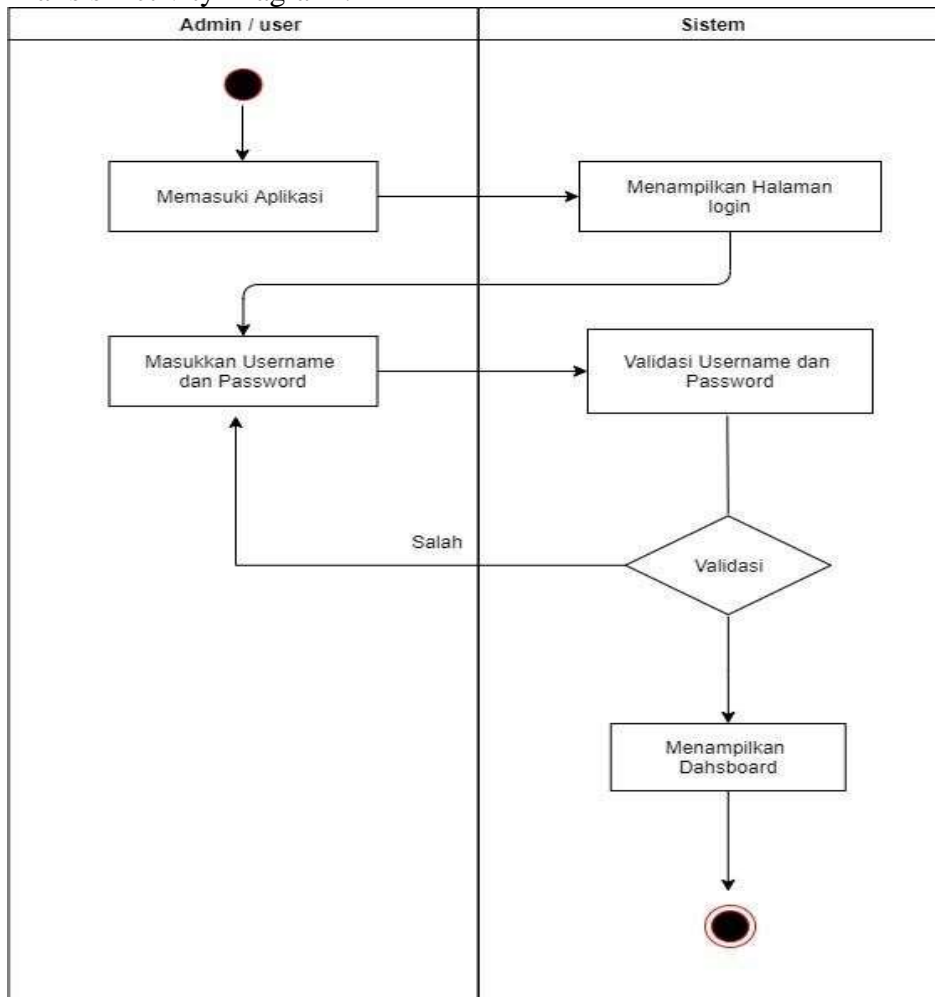 Admin / user
Sistem
Memasuki Aplikasi
Menampilkan Halaman
login
Masukkan Username
dan Password
Validasi Username dan
Password
Salah
Validasi
Menampilkan
Dahsboard